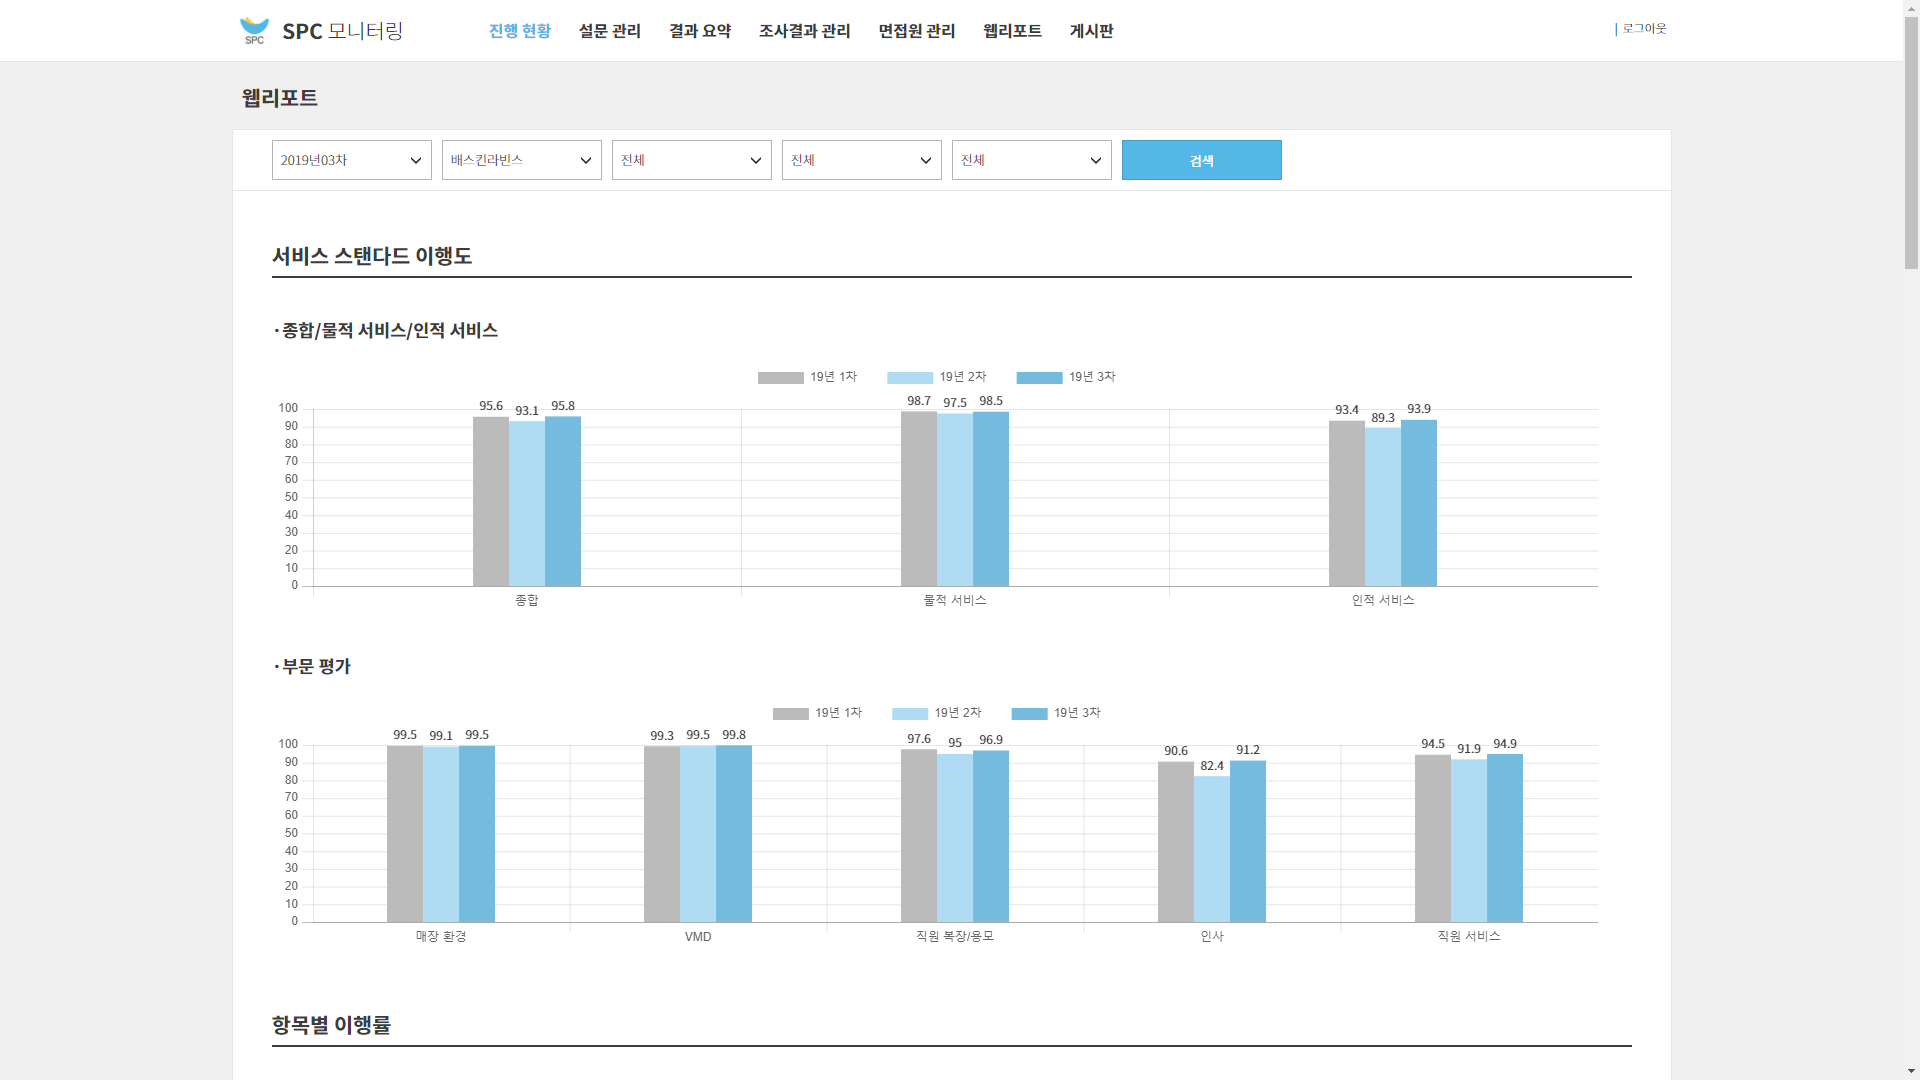 SPC
SPC 모니터링
진행 현황 설문 관리 결과 요약 조사결과 관리 면접원 관리 웹리포트 게시판
| 로그아웃
웹리포트
2019년03차 배스킨라빈스 전체 전체 전체 검색
서비스 스탠다드 이행도
· 종합/물적 서비스/인적 서비스
19년 1차 19년 2차 19년 3차
95.6 93.1 95.8 98.7 97.5 98.5 93.4 89.3 93.9
100
90
80
70
60
50
40
30
20
10
0
종합 물적 서비스 인적 서비스
· 부문 평가
19년 1차 19년 2차 19년 3차
99.5 99.1 99.5 99.3 99.5 99.8 97.6 95 96.9 90.6 82.4 91.2 94.5 91.9 94.9
100
90
80
70
60
50
40
30
20
10
0
매장 환경 VMD 직원 복장/용모 인사 직원 서비스
항목별 이행률